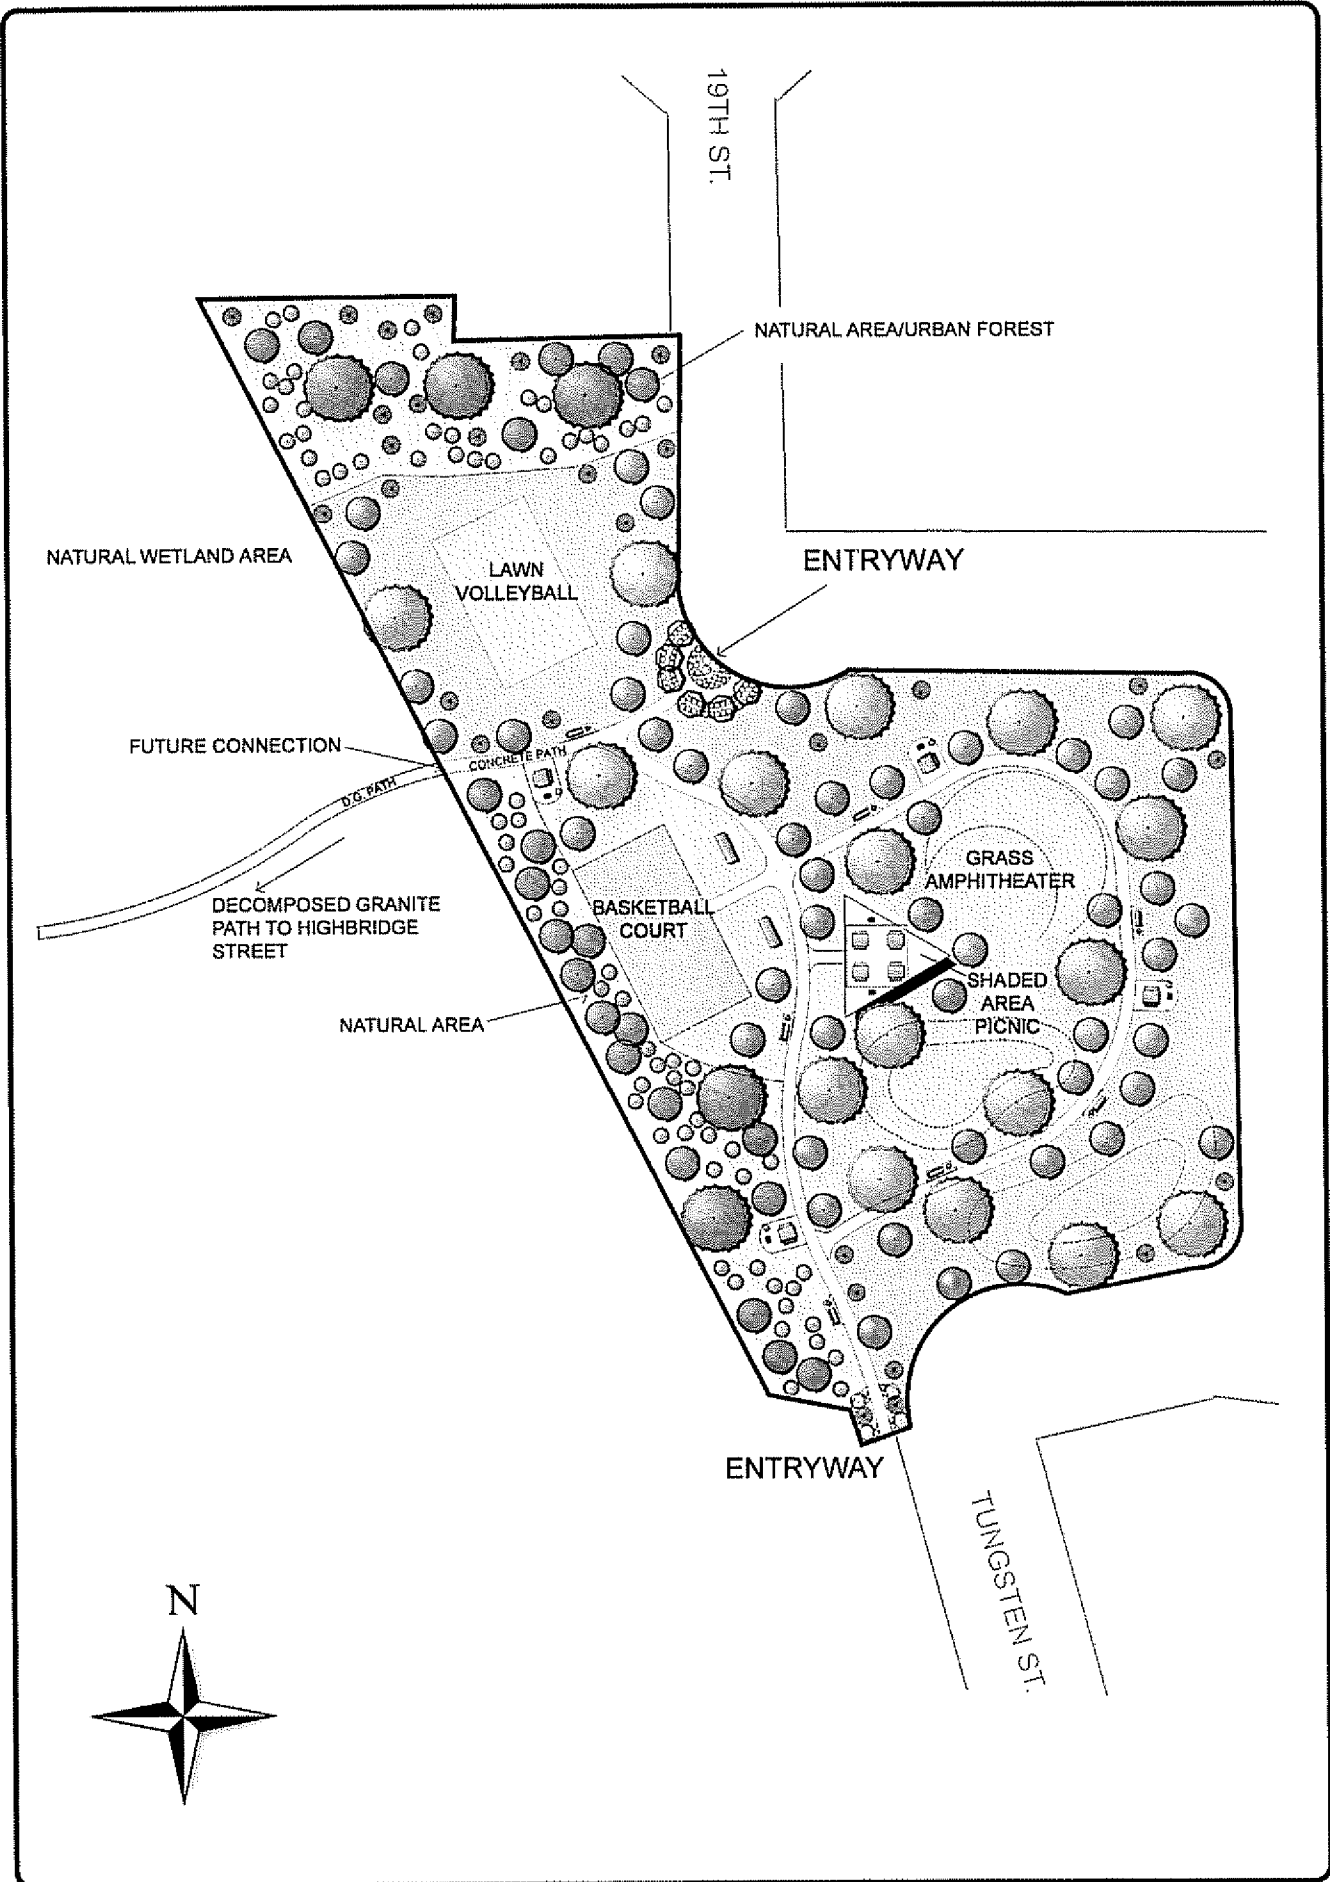 19TH ST.
NATURAL AREA/URBAN FOREST
NATURAL WETLAND AREA
ENTRYWAY
LAWN
VOLLEYBALL
FUTURE CONNECTION
CONCRETE PATH
D.G. PATH
GRASS
AMPHITHEATER
DECOMPOSED GRANITE
PATH TO HIGHBRIDGE
STREET
BASKETBALL
COURT
SHADED
AREA
PICNIC
NATURAL AREA
ENTRYWAY
TUNGSTEN ST.
N